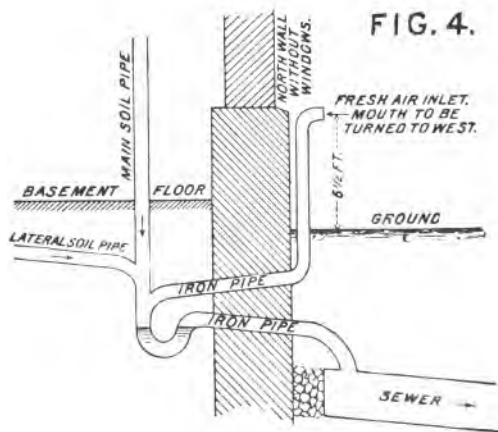 FIG. 4.
MAIN SOIL PIPE
NORTH WALL
WITHOUT
WINDOWS.
FRESH AIR INLET.
MOUTH TO BE
TURNED TO WEST.
6½ FT.
BASEMENT FLOOR
GROUND
LATERAL SOIL PIPE
IRON PIPE
IRON PIPE
SEWER